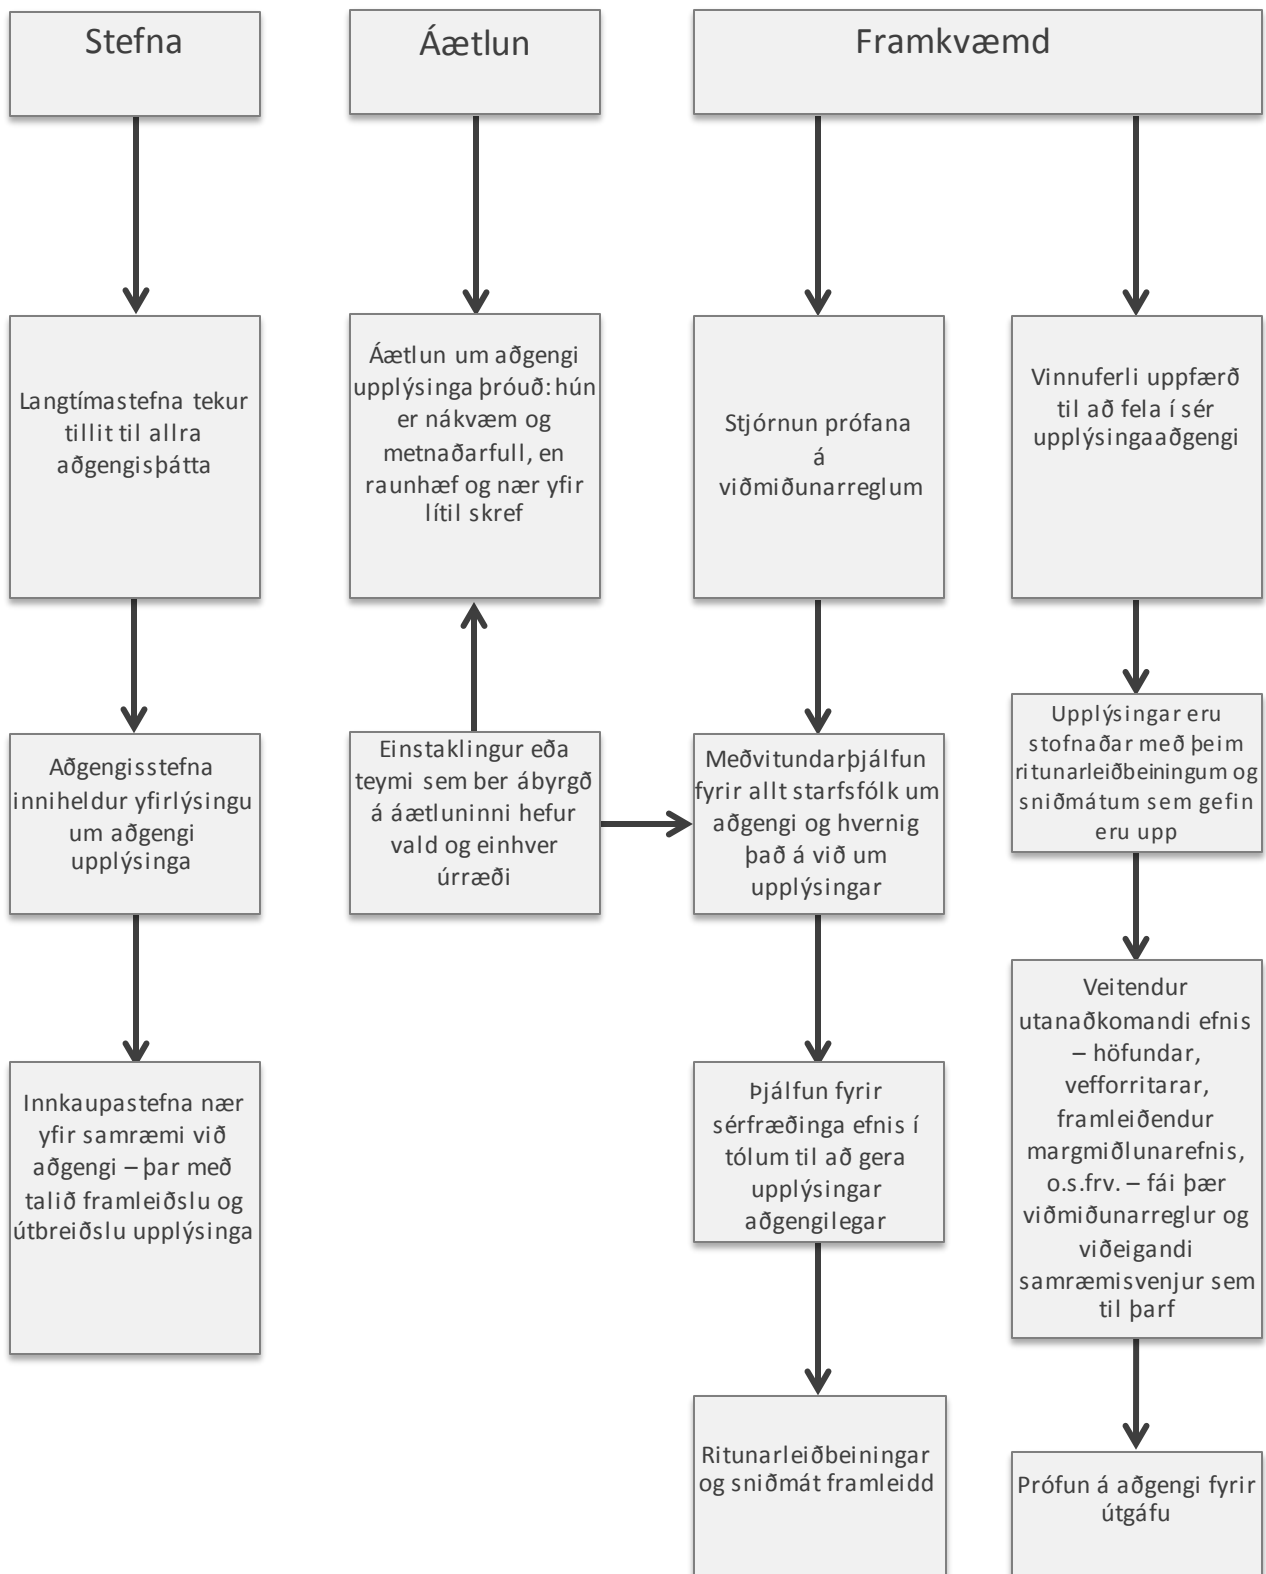 Stefna
Áætlun
Framkvæmd
Langtímastefna tekur
tillit til allra
aðgengisþátta
Áætlun um aðgengi
upplýsinga þróuð: hún
er nákvæm og
metnaðarfull, en
raunhæf og nær yfir
lítil skref
Stjórnun prófana
á
viðmiðunarreglum
Vinnuferli uppfærð
til að fela í sér
upplýsingaaðgengi
Aðgengisstefna
inniheldur yfirlýsingu
um aðgengi
upplýsinga
Einstaklingur eða
teymi sem ber ábyrgð
á áætluninni hefur
vald og einhver
úrræði
Meðvitundarþjálfun
fyrir allt starfsfólk um
aðgengi og hvernig
það á við um
upplýsingar
Upplýsingar eru
stofnaðar með þeim
ritunarleiðbeiningum og
sniðmátum sem gefin
eru upp
Innkaupastefna nær
yfir samræmi við
aðgengi – þar með
talið framleiðslu og
útbreiðslu upplýsinga
Þjálfun fyrir
sérfræðinga efnis í
tólum til að gera
upplýsingar
aðgengilegar
Veitendur
utanaðkomandi efnis
– höfundar,
vefforritarar,
framleiðendur
margmiðlunarefnis,
o.s.frv. – fái þær
viðmiðunarreglur og
viðeigandi
samræmisvenjur sem
til þarf
Ritunarleiðbeiningar
og sniðmát framleidd
Prófun á aðgengi fyrir
útgáfu